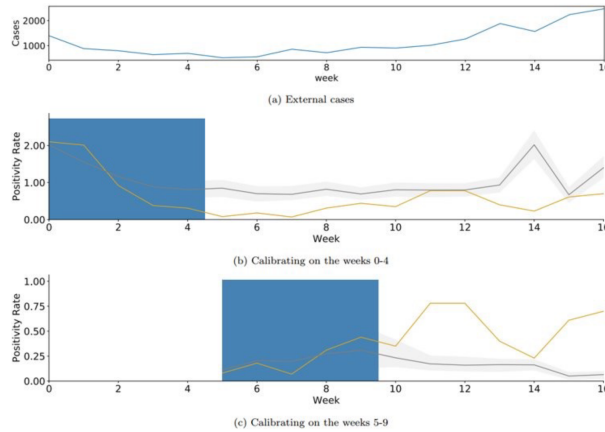 2000
Cases
1000
0 2 4 6 8 10 12 14 16
week
(a) External cases
2.00
Positivity Rate
1.00
0.00
0 2 4 6 8 10 12 14 16
Week
(b) Calibrating on the weeks 0-4
1.00
0.75
Positivity Rate
0.50
0.25
0.00
0 2 4 6 8 10 12 14 16
Week
(c) Calibrating on the weeks 5-9